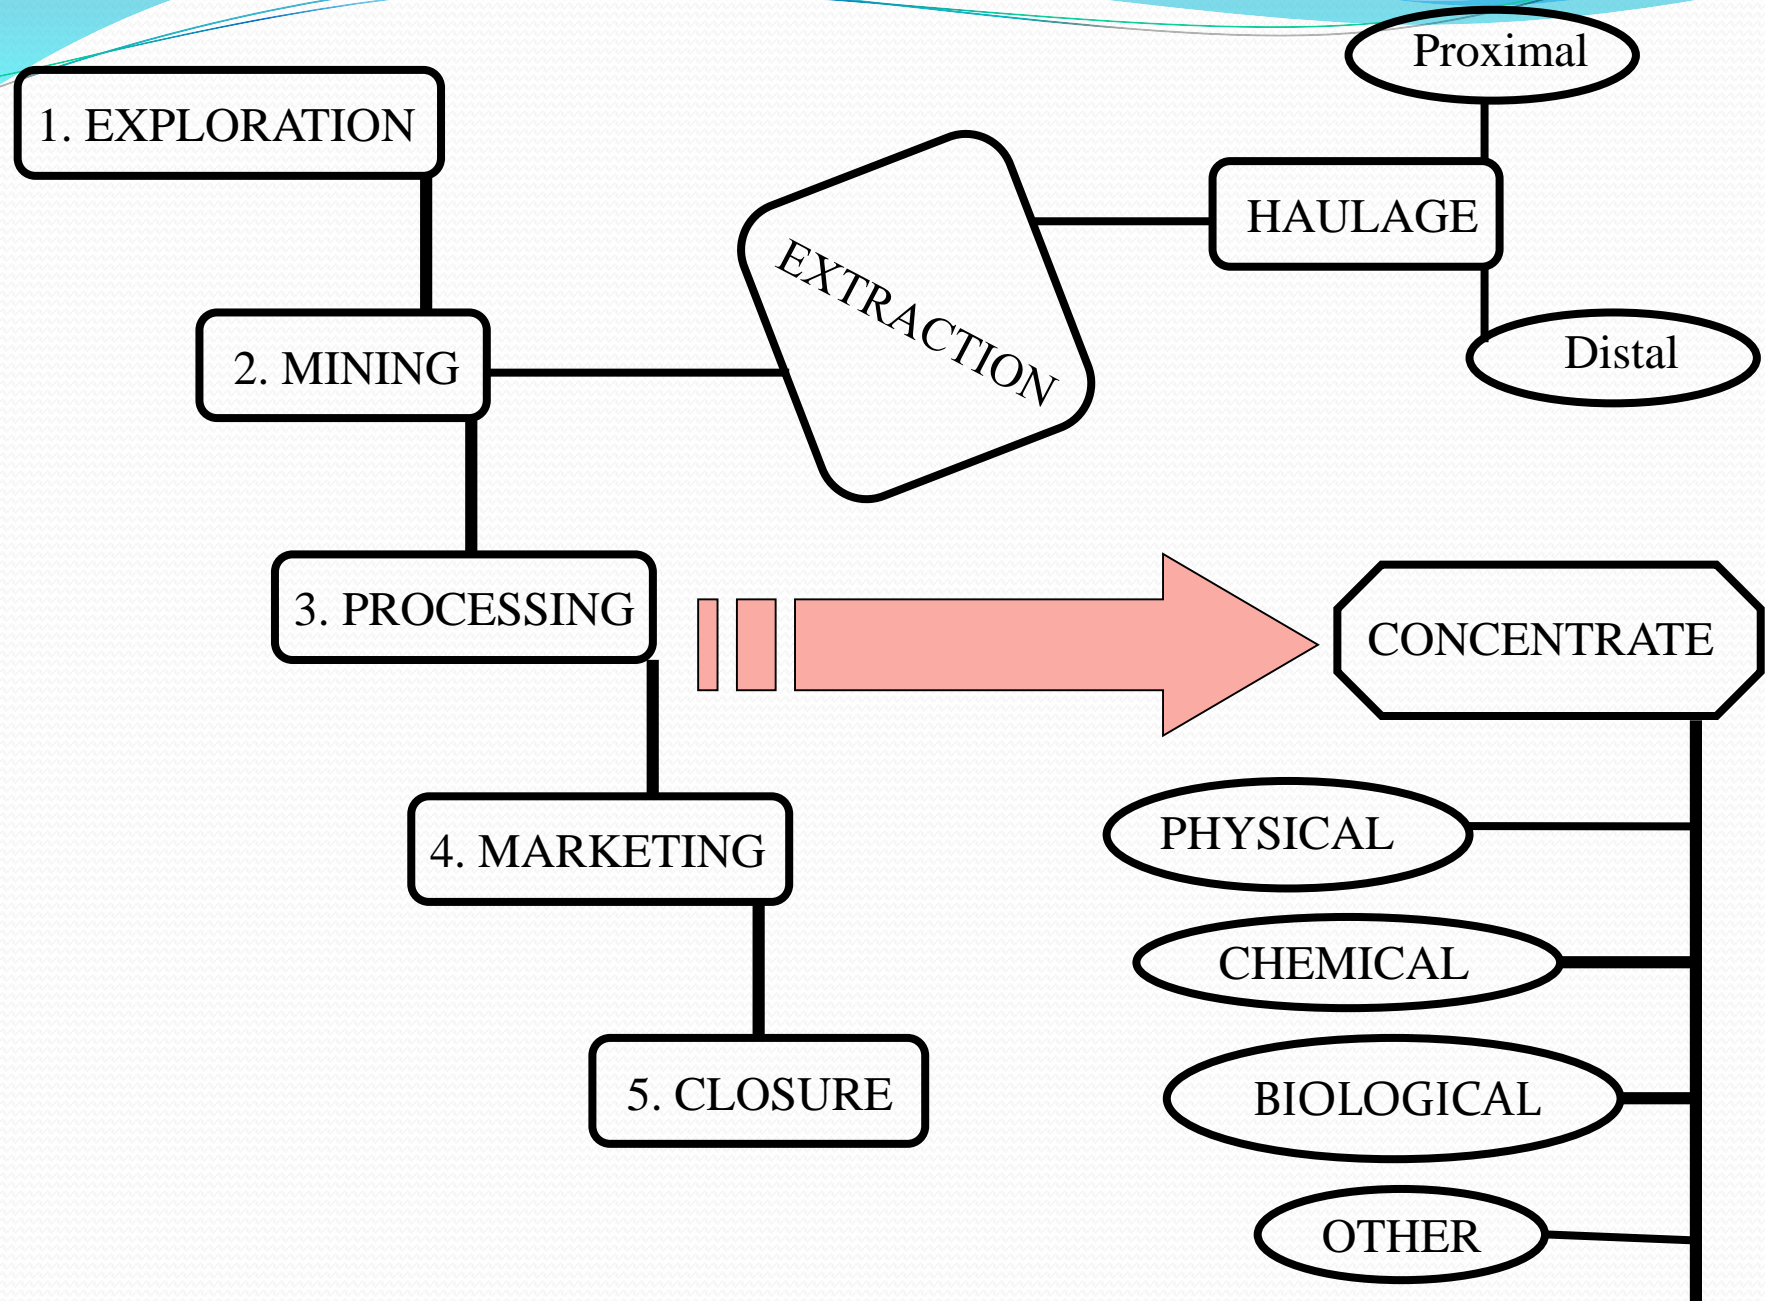 Proximal
1. EXPLORATION
HAULAGE
EXTRACTION
2. MINING
Distal
3. PROCESSING
CONCENTRATE
PHYSICAL
4. MARKETING
CHEMICAL
5. CLOSURE
BIOLOGICAL
OTHER